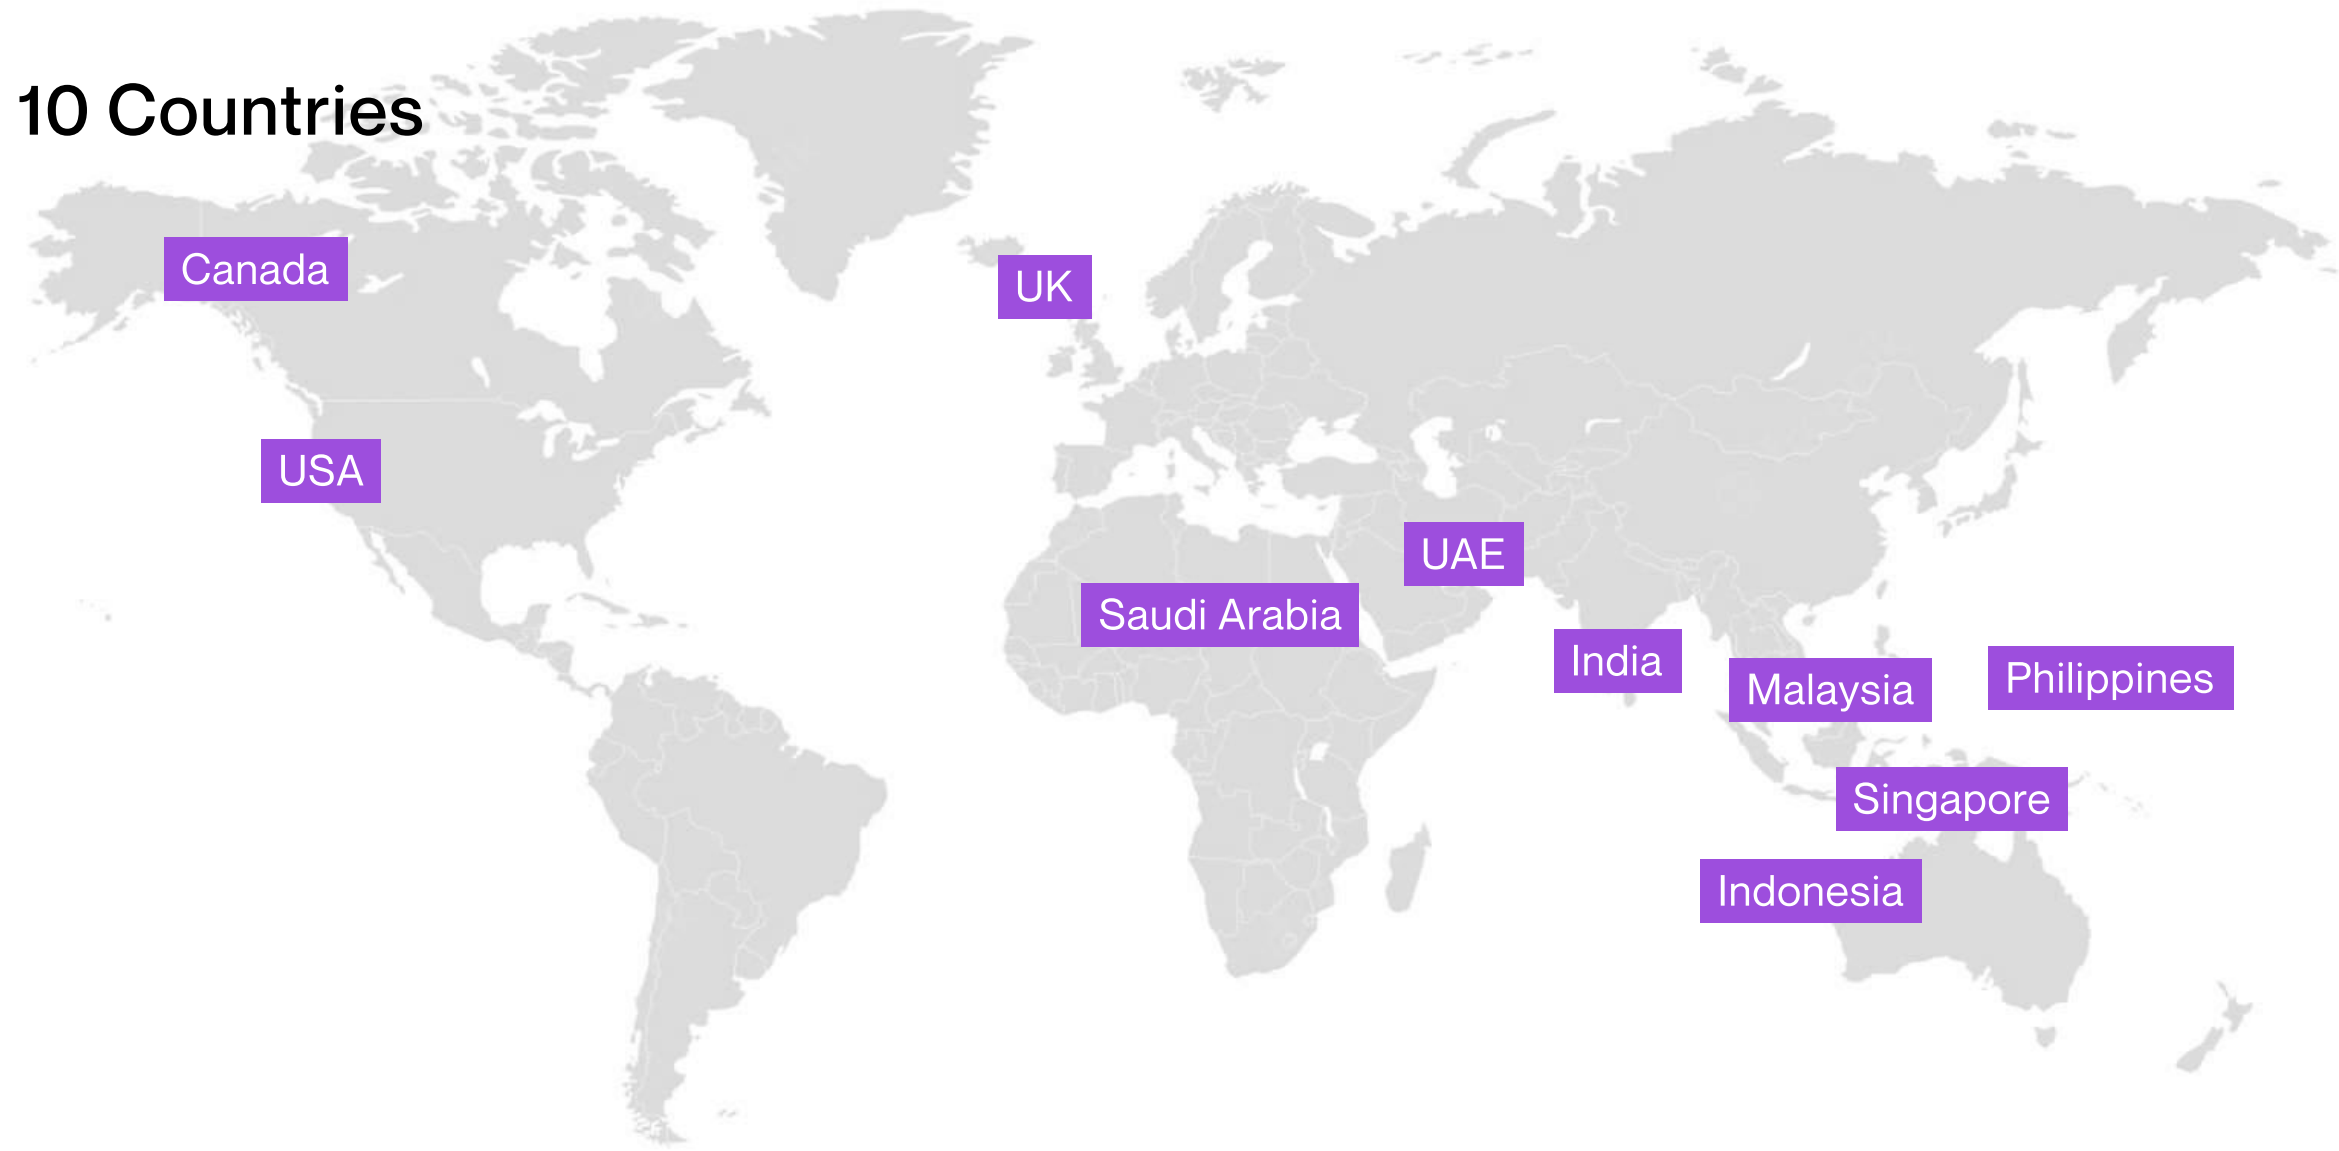 10 Countries
Canada
UK
USA
UAE
Saudi Arabia
India
Malaysia
Philippines
Singapore
Indonesia